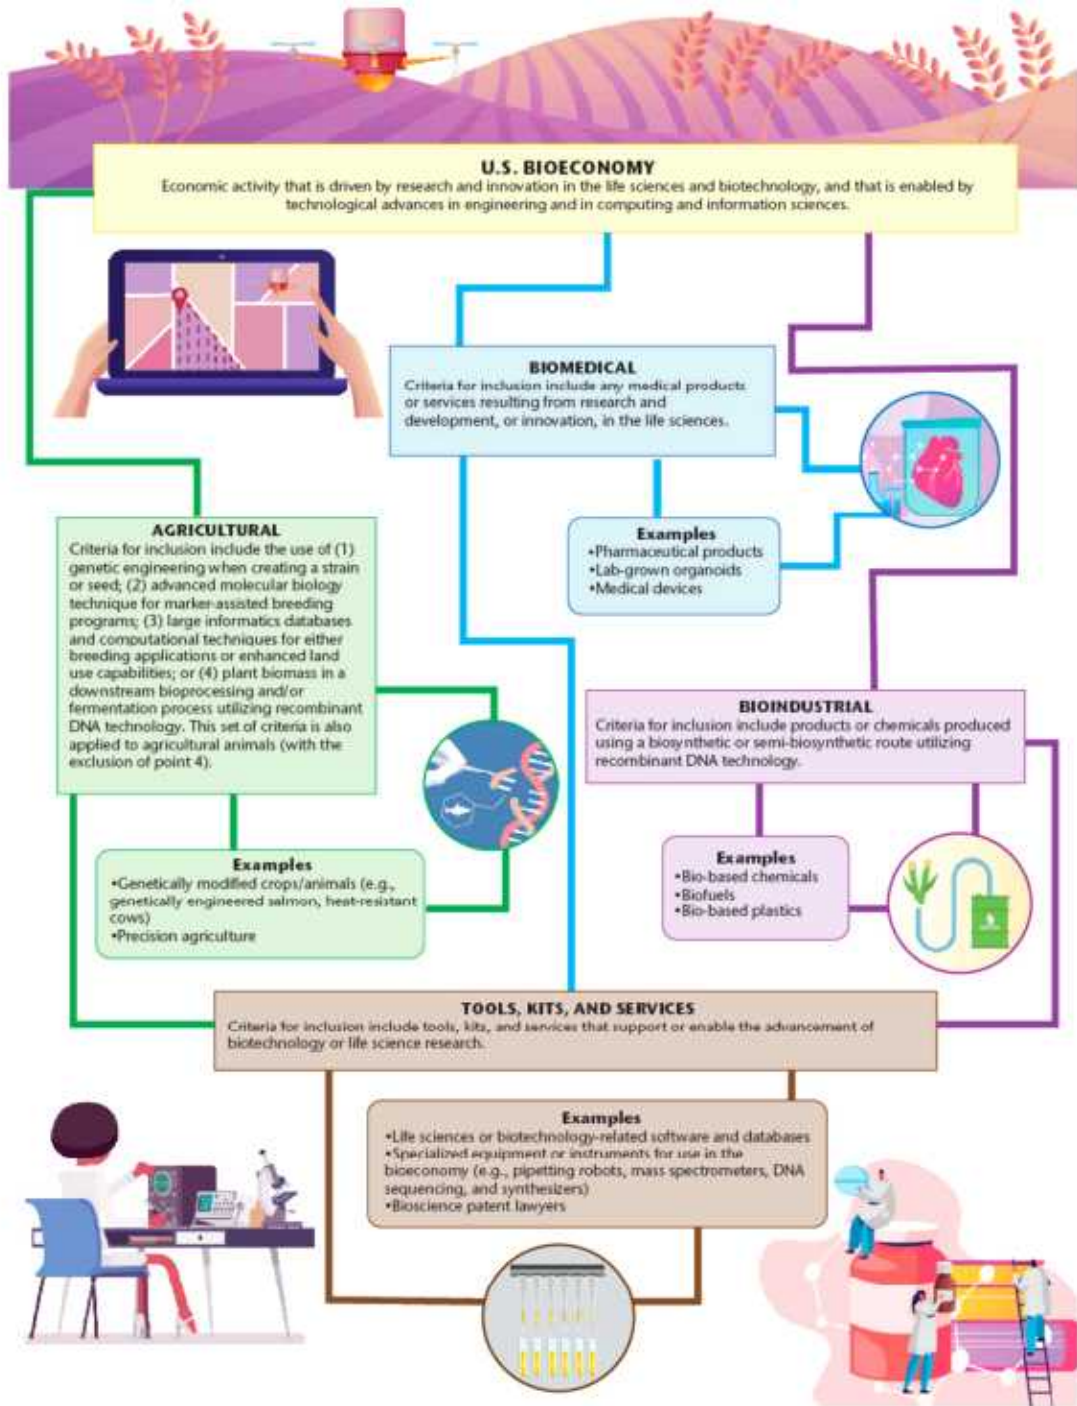 U.S. BIOECONOMY
Economic activity that is driven by research and innovation in the life sciences and biotechnology, and that is enabled by
technological advances in engineering and in computing and information sciences.
BIOMEDICAL
Criteria for inclusion include any medical products
or services resulting from research and
development, or innovation, in the life sciences.
Examples
•Pharmaceutical products
•Lab-grown organoids
•Medical devices
AGRICULTURAL
Criteria for inclusion include the use of (1)
genetic engineering when creating a strain
or seed; (2) advanced molecular biology
technique for marker-assisted breeding
programs; (3) large informatics databases
and computational techniques for either
breeding applications or enhanced land
use capabilities; or (4) plant biomass in a
downstream bioprocessing and/or
fermentation process utilizing recombinant
DNA technology. This set of criteria is also
applied to agricultural animals (with the
exclusion of point 4).
Examples
•Genetically modified crops/animals (e.g.,
genetically engineered salmon, heat-resistant
cows)
•Precision agriculture
BIOINDUSTRIAL
Criteria for inclusion include products or chemicals produced
using a biosynthetic or semi-biosynthetic route utilizing
recombinant DNA technology.
Examples
•Bio-based chemicals
•Biofuels
•Bio-based plastics
TOOLS, KITS, AND SERVICES
Criteria for inclusion include tools, kits, and services that support or enable the advancement of
biotechnology or life science research.
Examples
•Life sciences or biotechnology-related software and databases
•Specialized equipment or instruments for use in the
bioeconomy (e.g., pipetting robots, mass spectrometers, DNA
sequencing, and synthesizers)
•Bioscience patent lawyers